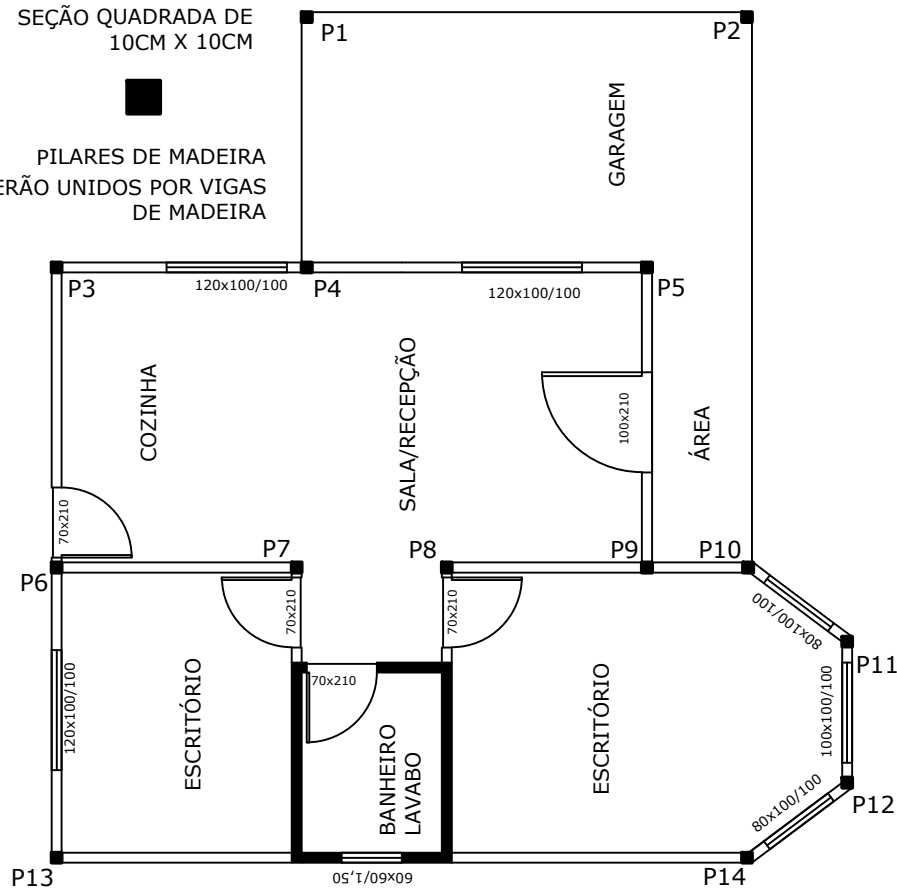 SEÇÃO QUADRADA DE
10CM X 10CM
PILARES DE MADEIRA
ERÃO UNIDOS POR VIGAS
DE MADEIRA
P1
P2
GARAGEM
P3
120x100/100
P4
120x100/100
P5
COZINHA
SALA/RECEPÇÃO
100x210
ÁREA
70x210
P6
P7
P8
P9
P10
70x210
70x210
80x100/100
P11
120x100/100
ESCRITÓRIO
70x210
BANHEIRO
LAVABO
ESCRITÓRIO
100x100/100
80x100/100
P12
P13
60x60/1,50
P14